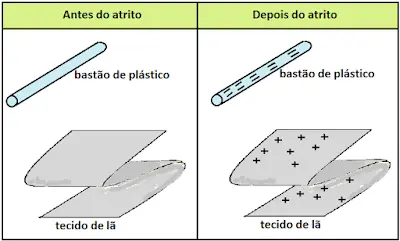 Antes do atrito
Depois do atrito
bastão de plástico
tecido de lã
bastão de plástico
tecido de lã